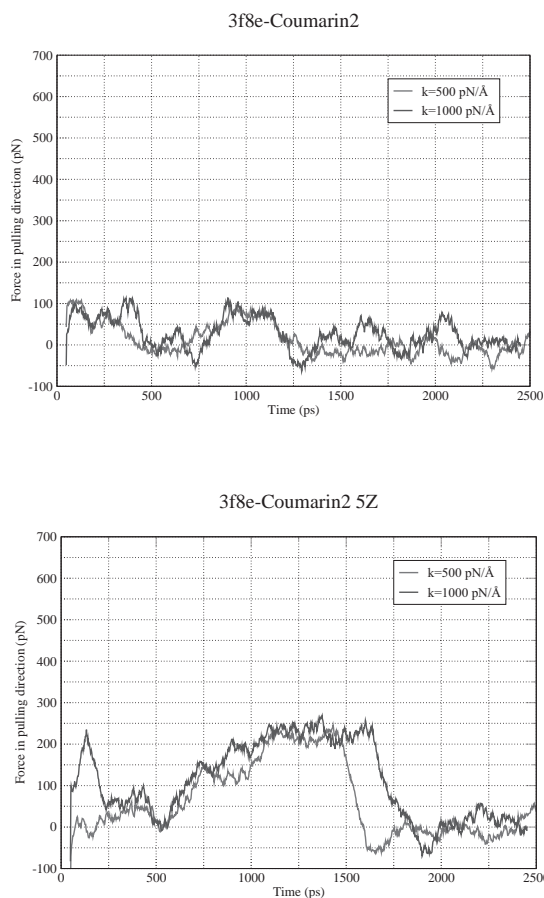 3f8e-Coumarin2
700
600
500
400
300
200
100
0
-100
Force in pulling direction (pN)
k=500 pN/Å
k=1000 pN/Å
0 500 1000 1500 2000 2500
Time (ps)
3f8e-Coumarin2 5Z
700
600
500
400
300
200
100
0
-100
Force in pulling direction (pN)
k=500 pN/Å
k=1000 pN/Å
0 500 1000 1500 2000 2500
Time (ps)